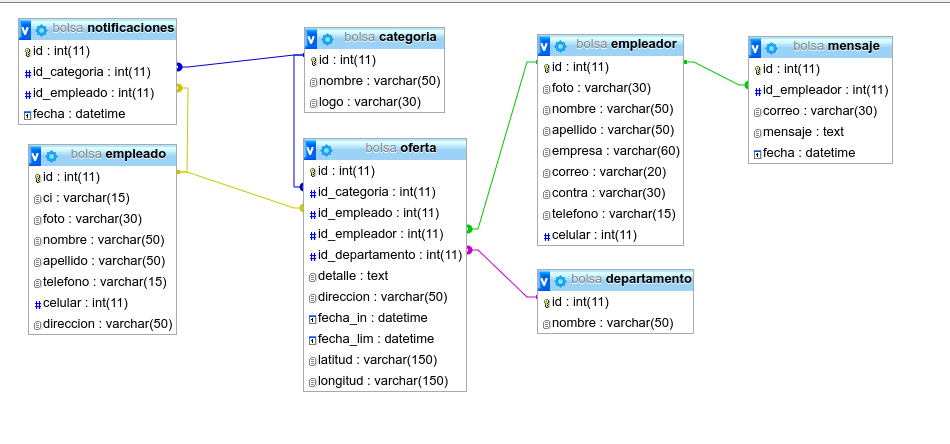 bolsa notificaciones
id : int(11)
id_categoria : int(11)
id_empleado : int(11)
fecha : datetime
bolsa empleado
id : int(11)
ci : varchar(15)
foto : varchar(30)
nombre : varchar(50)
apellido : varchar(50)
telefono : varchar(15)
celular : int(11)
direccion : varchar(50)
bolsa categoria
id : int(11)
nombre : varchar(50)
logo : varchar(30)
bolsa oferta
id : int(11)
id_categoria : int(11)
id_empleado : int(11)
id_empleador : int(11)
id_departamento : int(11)
detalle : text
direccion : varchar(50)
fecha_in : datetime
fecha_lim : datetime
latitud : varchar(150)
longitud : varchar(150)
bolsa empleador
id : int(11)
foto : varchar(30)
nombre : varchar(50)
apellido : varchar(50)
empresa : varchar(60)
correo : varchar(20)
contra : varchar(30)
telefono : varchar(15)
celular : int(11)
bolsa departamento
id : int(11)
nombre : varchar(50)
bolsa mensaje
id : int(11)
id_empleador : int(11)
correo : varchar(30)
mensaje : text
fecha : datetime